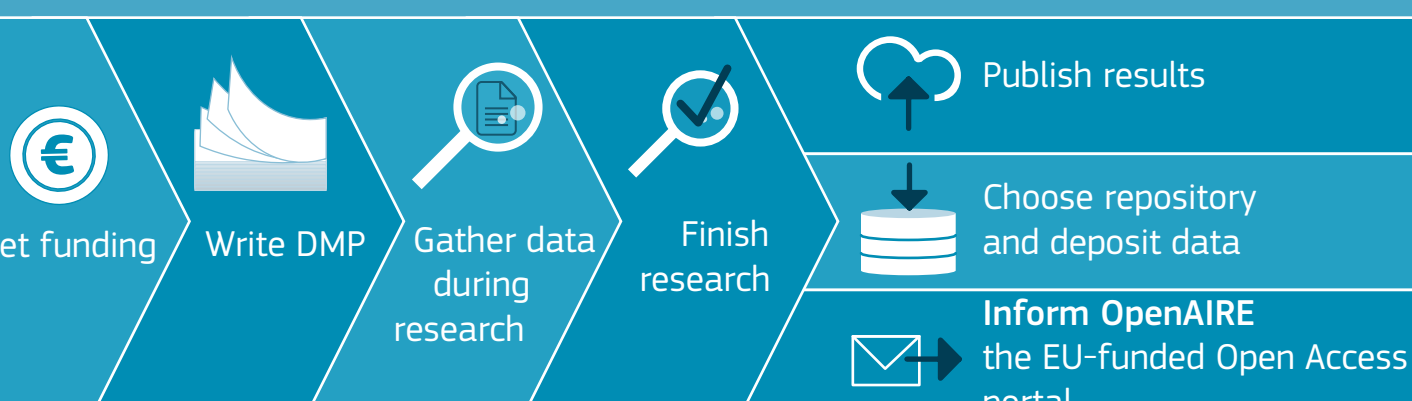 €
et funding
Write DMP
Gather data
during
research
Finish
research
Publish results
Choose repository
and deposit data
Inform OpenAIRE
the EU-funded Open Access
portal